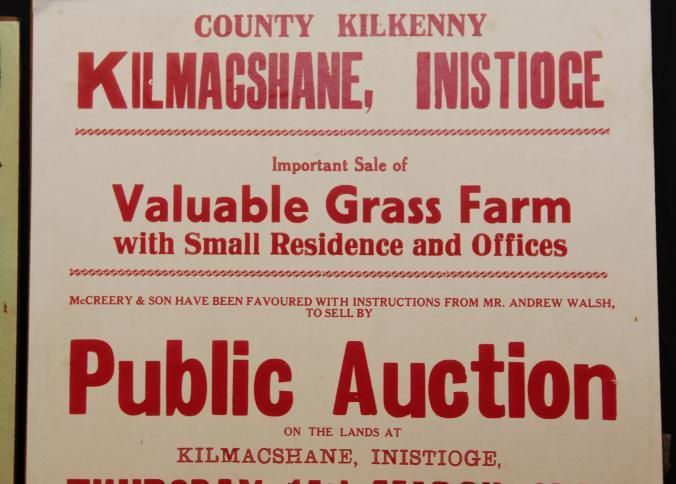 COUNTY KILKENNY
KILMACSHANE, INISTIOGE
Important Sale of
Valuable Grass Farm
with Small Residence and Offices
McCREERY & SON HAVE BEEN FAVOURED WITH INSTRUCTIONS FROM MR. ANDREW WALSH,
TO SELL BY
Public Auction
ON THE LANDS AT
KILMACSHANE, INISTIOGE,
THURSDAY